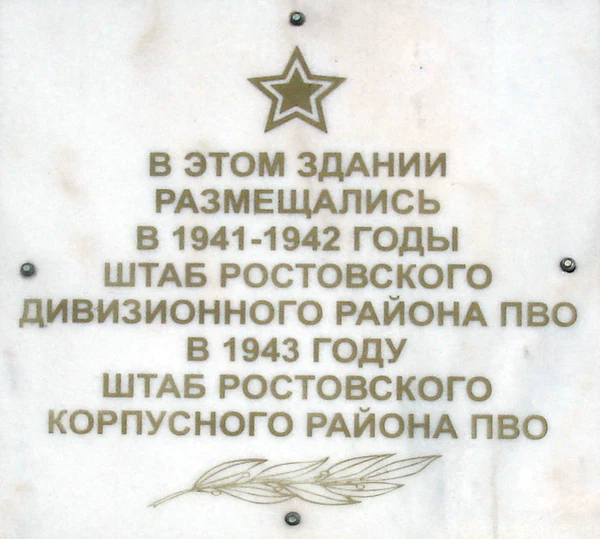 В ЭТОМ ЗДАНИИ
РАЗМЕЩАЛИСЬ
В 1941-1942 ГОДЫ
ШТАБ РОСТОВСКОГО
ДИВИЗИОННОГО РАЙОНА ПВО
В 1943 ГОДУ
ШТАБ РОСТОВСКОГО
КОРПУСНОГО РАЙОНА ПВО